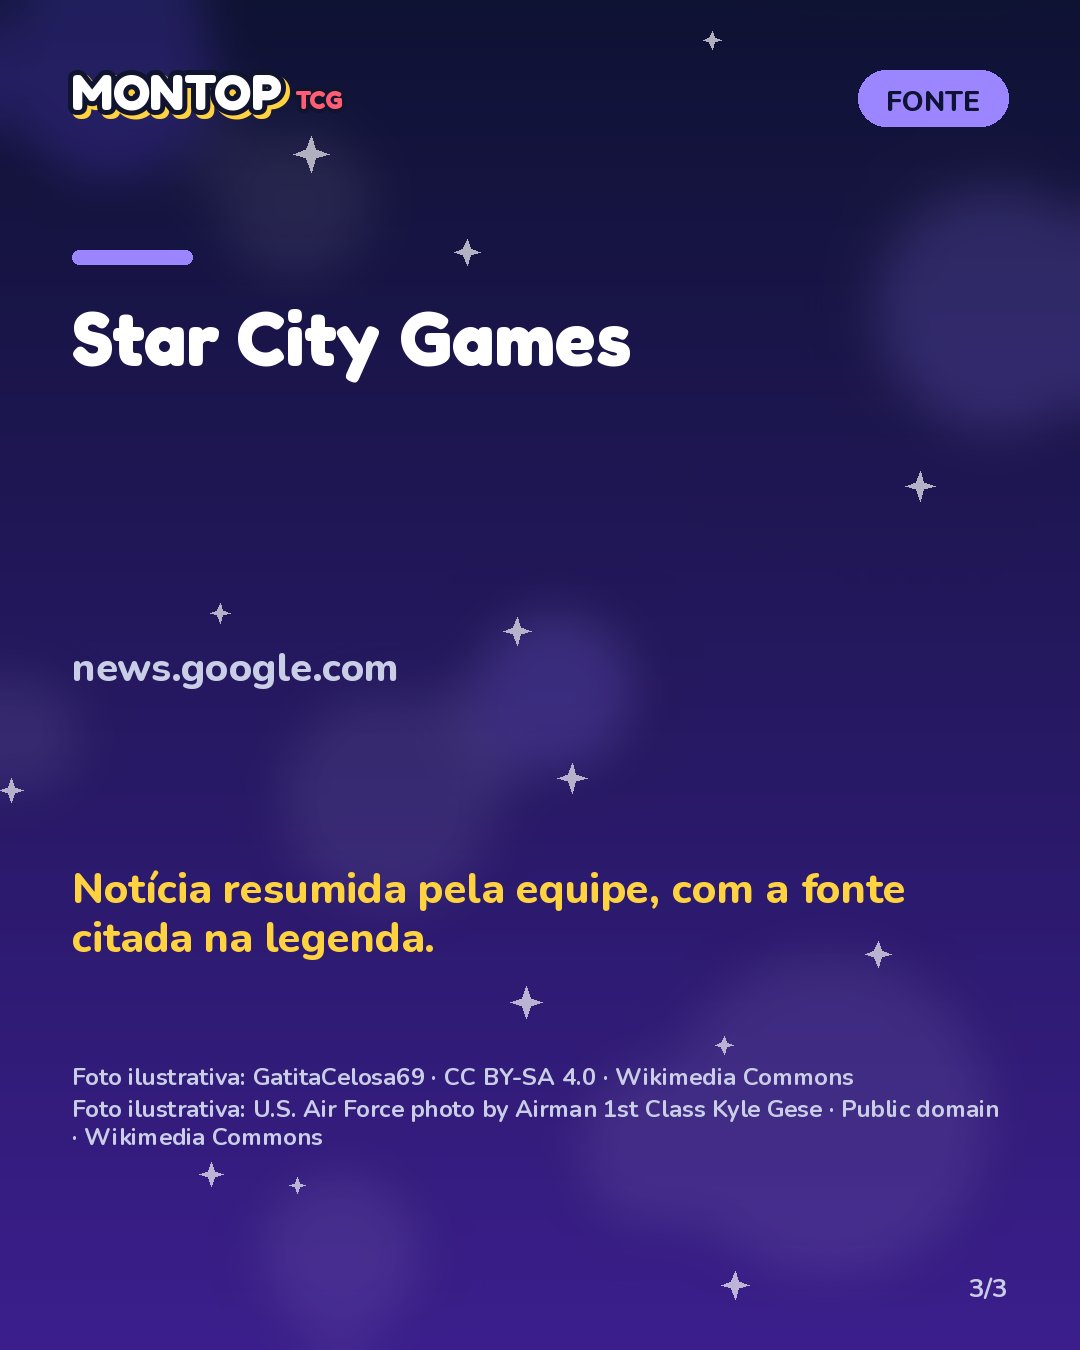 MONTOP TCG
FONTE
Star City Games
news.google.com
Notícia resumida pela equipe, com a fonte
citada na legenda.
Foto ilustrativa: GatitaCelosa69 · CC BY-SA 4.0 · Wikimedia Commons
Foto ilustrativa: U.S. Air Force photo by Airman 1st Class Kyle Gese · Public domain
· Wikimedia Commons
3/3